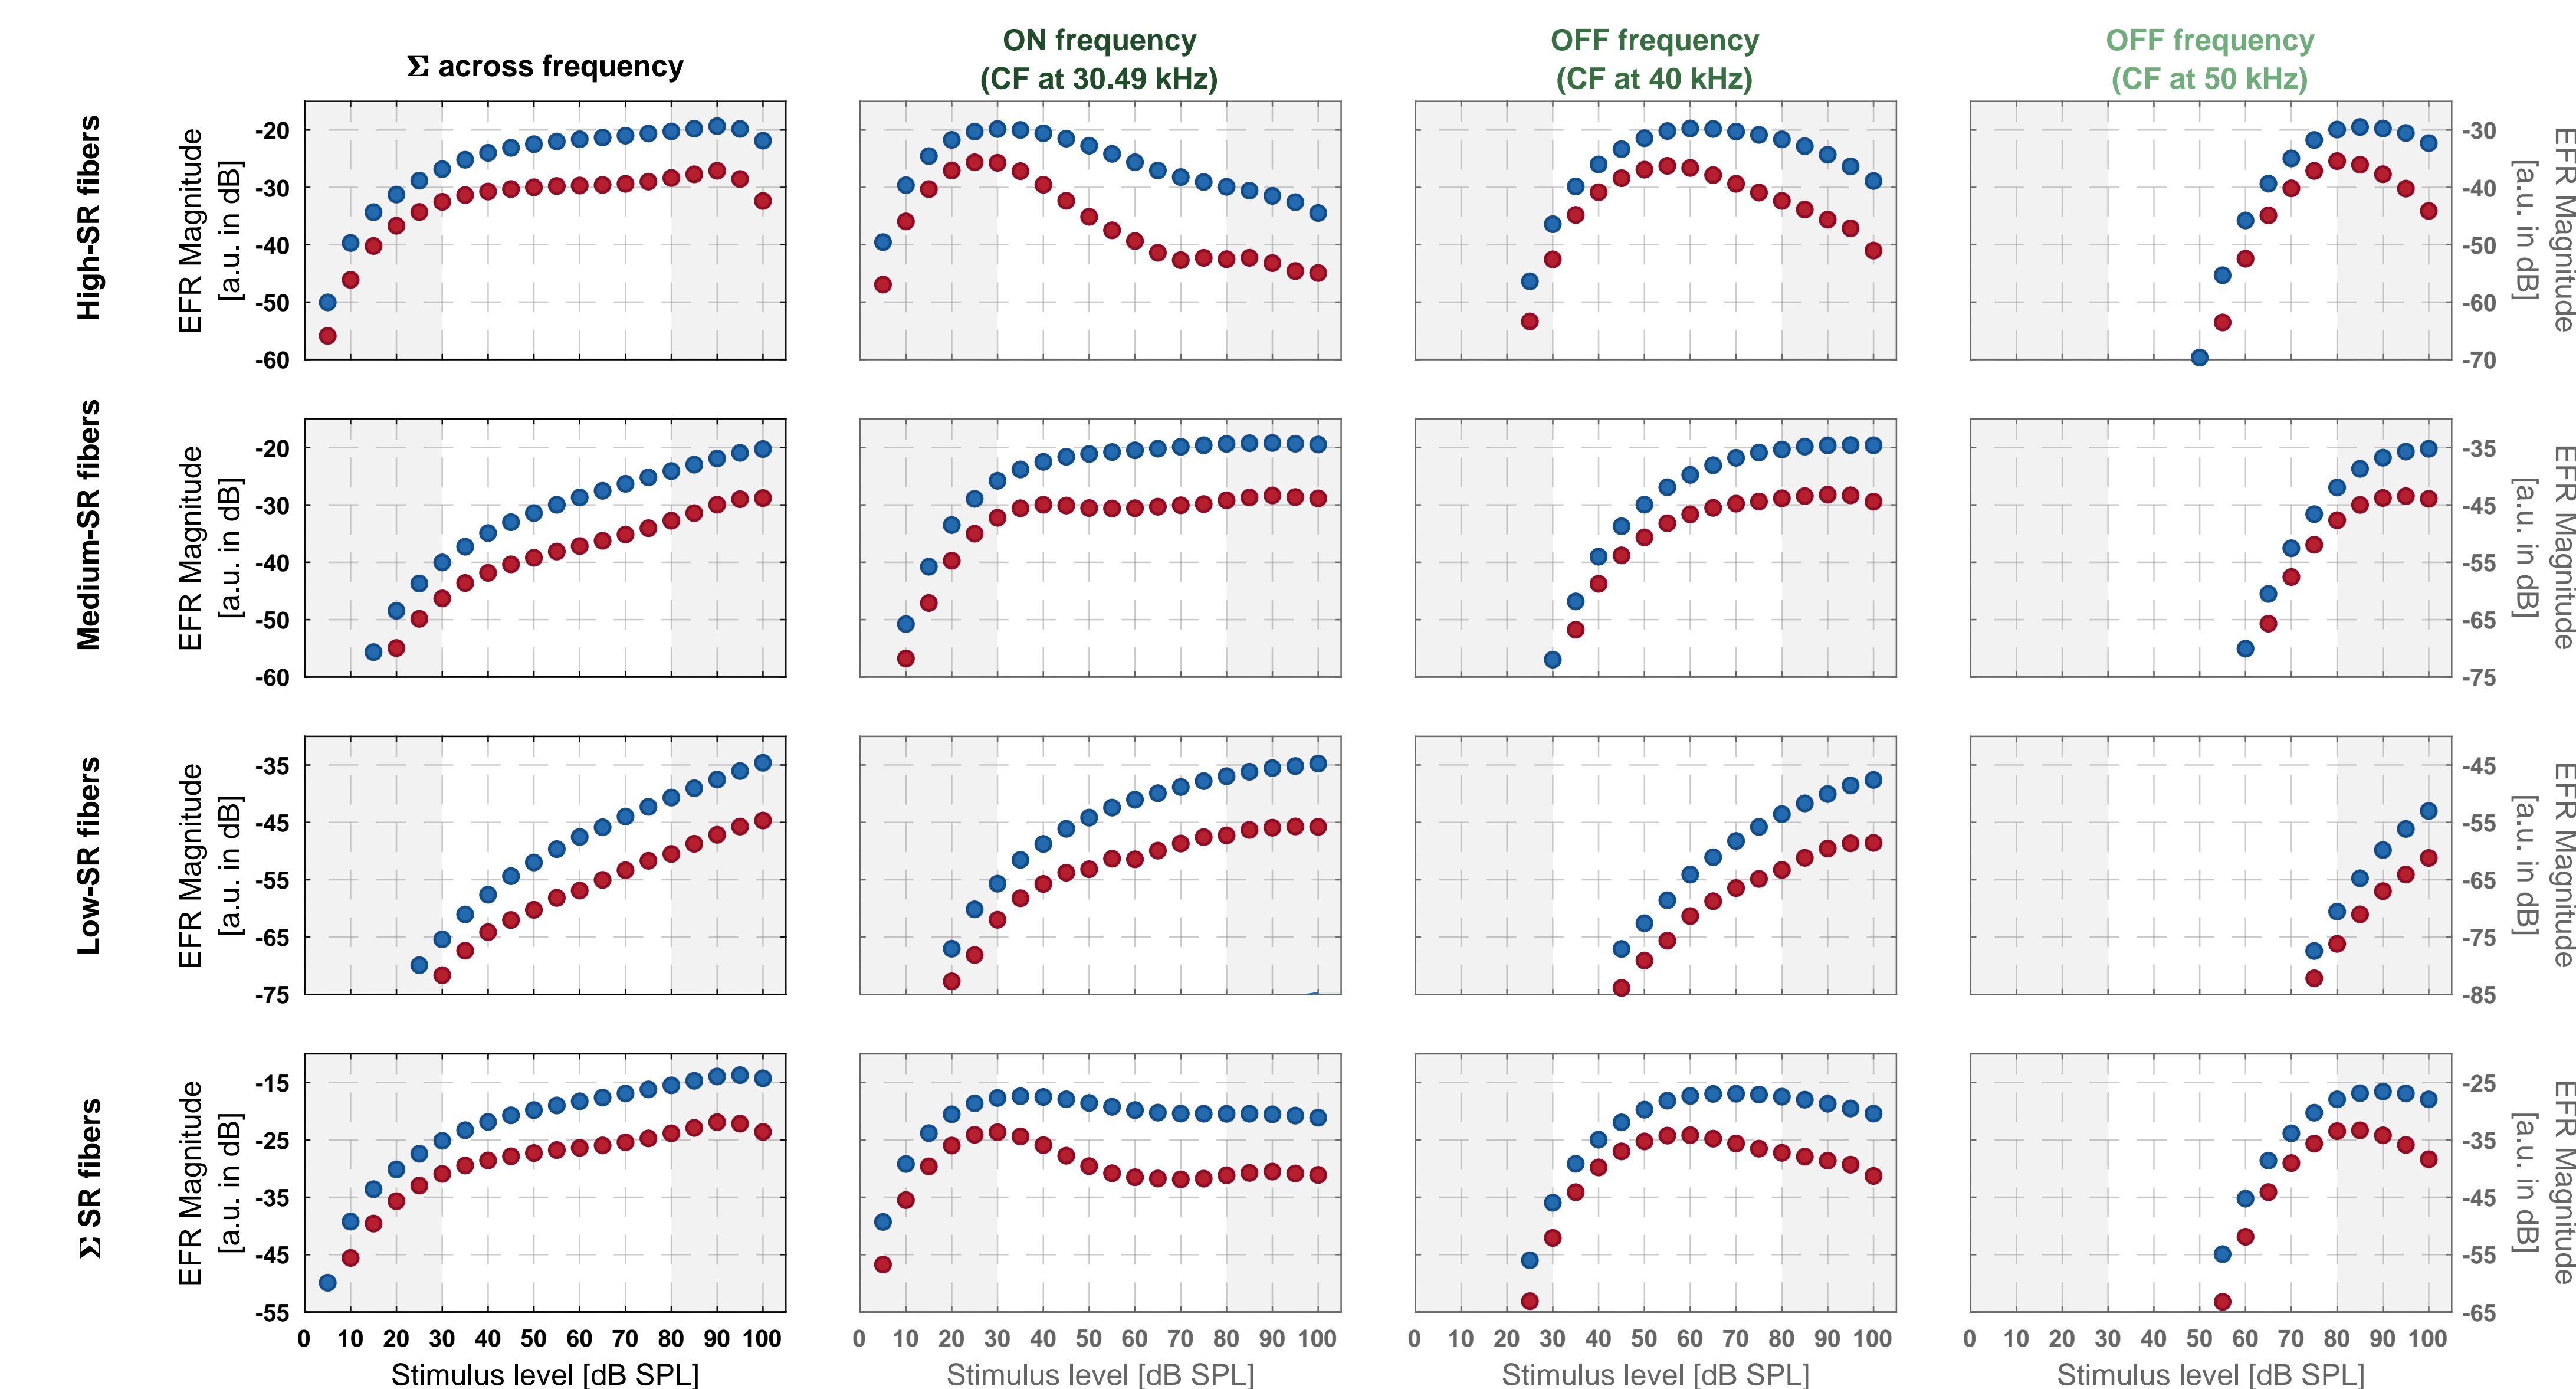 Σ across frequency
ON frequency
(CF at 30.49 kHz)
OFF frequency
(CF at 40 kHz)
OFF frequency
(CF at 50 kHz)
High-SR fibers
EFR Magnitude
[a.u. in dB]
-20
-30
-40
-50
-60
-30
-40
-50
-60
-70
EFR Magnitude
[a.u. in dB]
Medium-SR fibers
EFR Magnitude
[a.u. in dB]
-20
-30
-40
-50
-60
-35
-45
-55
-65
-75
EFR Magnitude
[a.u. in dB]
Low-SR fibers
EFR Magnitude
[a.u. in dB]
-35
-45
-55
-65
-75
-45
-55
-65
-75
-85
EFR Magnitude
[a.u. in dB]
Σ SR fibers
EFR Magnitude
[a.u. in dB]
-15
-25
-35
-45
-55
-25
-35
-45
-55
-65
EFR Magnitude
[a.u. in dB]
0 10 20 30 40 50 60 70 80 90 100
0 10 20 30 40 50 60 70 80 90 100
0 10 20 30 40 50 60 70 80 90 100
0 10 20 30 40 50 60 70 80 90 100
Stimulus level [dB SPL]
Stimulus level [dB SPL]
Stimulus level [dB SPL]
Stimulus level [dB SPL]